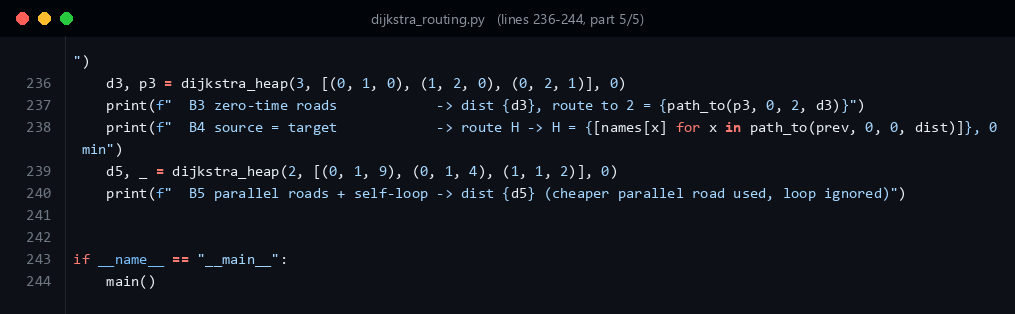 dijkstra_routing.py   (lines 236-244, part 5/5)
")
236     d3, p3 = dijkstra_heap(3, [(0, 1, 0), (1, 2, 0), (0, 2, 1)], 0)
237     print(f"  B3 zero-time roads            -> dist {d3}, route to 2 = {path_to(p3, 0, 2, d3)}")
238     print(f"  B4 source = target            -> route H -> H = {[names[x] for x in path_to(prev, 0, 0, dist)]}, 0
 min")
239     d5, _ = dijkstra_heap(2, [(0, 1, 9), (0, 1, 4), (1, 1, 2)], 0)
240     print(f"  B5 parallel roads + self-loop -> dist {d5} (cheaper parallel road used, loop ignored)")
241
242
243 if __name__ == "__main__":
244     main()